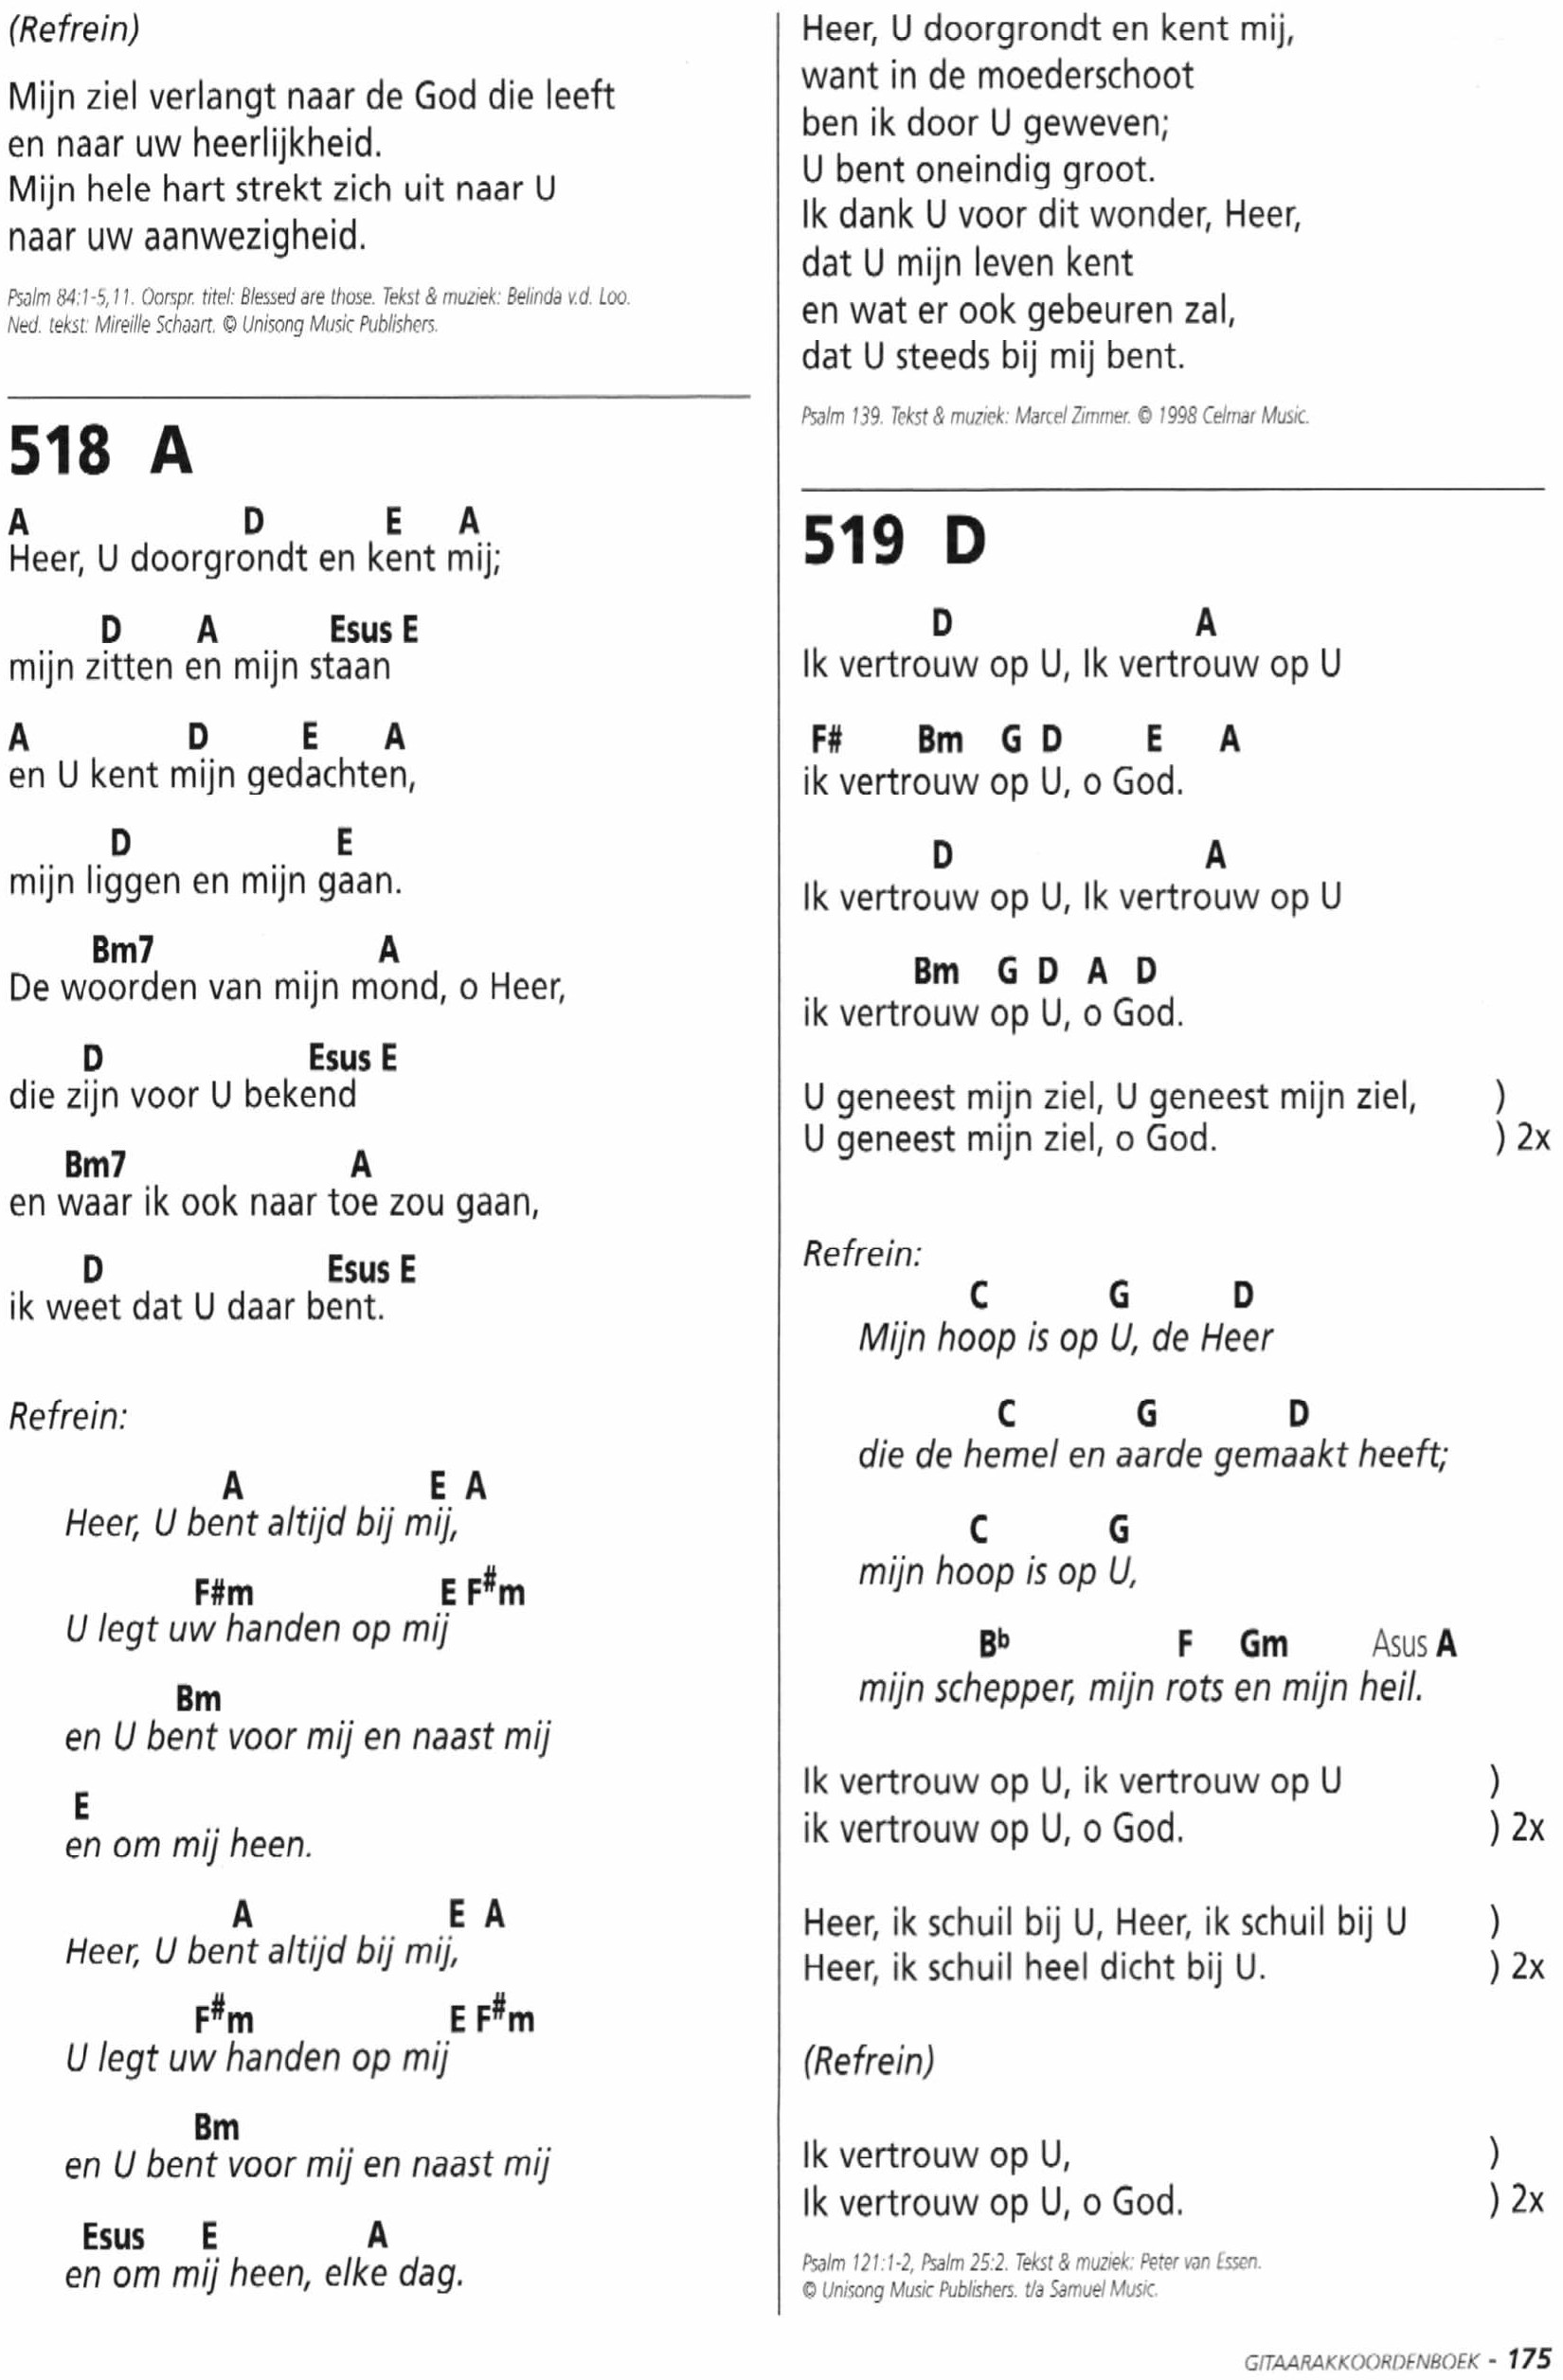 (Refrein)
Mijn ziel verlangt naar de God die leeft
en naar uw heerlijkheid.
Mijn hele hart strekt zich uit naar U
naar uw aanwezigheid.
Psalm 84:1-5,11. Oorspr. titel: Blessed are those. Tekst & muziek: Belinda v.d. Loo.
Ned. tekst: Mireille Schaart. © Unisong Music Publishers.
518 A
A D E A
Heer, U doorgrondt en kent mij;
D A Esus E
mijn zitten en mijn staan
A D E A
en U kent mijn gedachten,
D E
mijn liggen en mijn gaan.
Bm7 A
De woorden van mijn mond, o Heer,
D Esus E
die zijn voor U bekend
Bm7 A
en waar ik ook naar toe zou gaan,
D Esus E
ik weet dat U daar bent.
Refrein:
A E A
Heer, U bent altijd bij mij,
F#m E F#m
U legt uw handen op mij
Bm
en U bent voor mij en naast mij
E
en om mij heen.
A E A
Heer, U bent altijd bij mij,
F#m E F#m
U legt uw handen op mij
Bm
en U bent voor mij en naast mij
Esus E A
en om mij heen, elke dag.
Heer, U doorgrondt en kent mij,
want in de moederschoot
ben ik door U geweven;
U bent oneindig groot.
Ik dank U voor dit wonder, Heer,
dat U mijn leven kent
en wat er ook gebeuren zal,
dat U steeds bij mij bent.
Psalm 139. Tekst & muziek: Marcel Zimmer. © 1998 Celmar Music.
519 D
D A
Ik vertrouw op U, Ik vertrouw op U
F# Bm G D E A
ik vertrouw op U, o God.
D A
Ik vertrouw op U, Ik vertrouw op U
Bm G D A D
ik vertrouw op U, o God.
U geneest mijn ziel, U geneest mijn ziel, )
U geneest mijn ziel, o God. ) 2x
Refrein:
C G D
Mijn hoop is op U, de Heer
C G D
die de hemel en aarde gemaakt heeft;
C G
mijn hoop is op U,
Bb F Gm Asus A
mijn schepper, mijn rots en mijn heil.
Ik vertrouw op U, ik vertrouw op U )
ik vertrouw op U, o God. ) 2x
Heer, ik schuil bij U, Heer, ik schuil bij U )
Heer, ik schuil heel dicht bij U. ) 2x
(Refrein)
Ik vertrouw op U, )
Ik vertrouw op U, o God. ) 2x
Psalm 121:1-2, Psalm 25:2. Tekst & muziek: Peter van Essen.
© Unisong Music Publishers. t/a Samuel Music.
GITAARAKKOORDENBOEK - 175